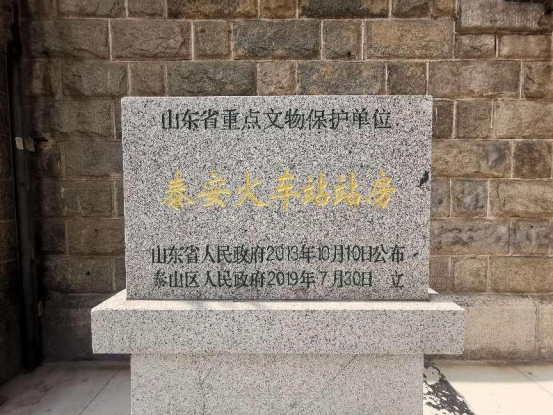 山东省重点文物保护单位
泰安火车站站房
山东省人民政府2013年10月10日公布
泰山区人民政府2019年7月30日 立